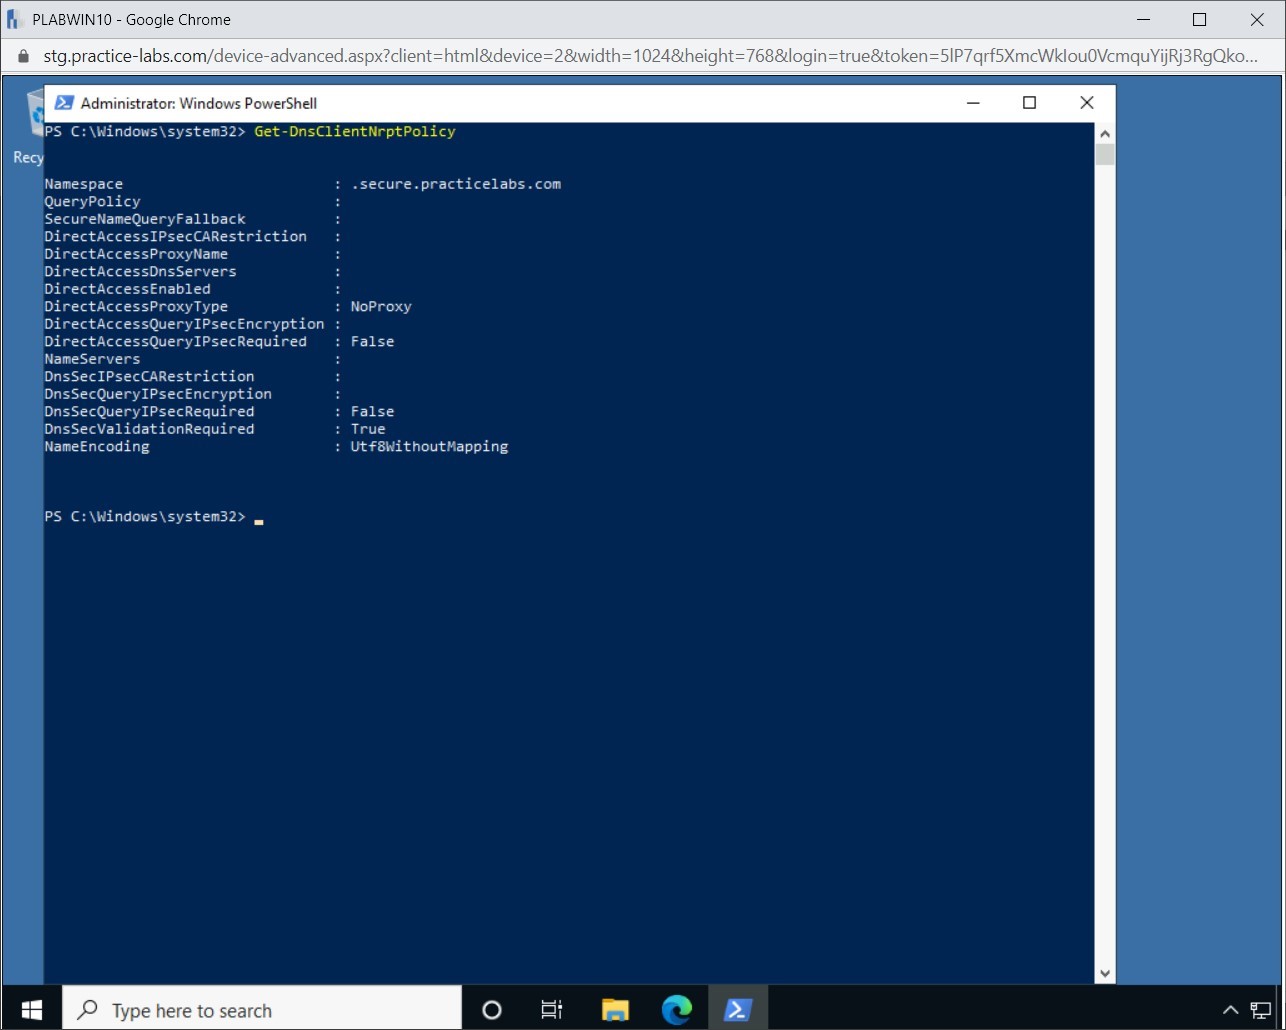 PLABWIN10 - Google Chrome
stg.practice-labs.com/device-advanced.aspx?client=html&device=2&width=1024&height=768&login=true&token=5lP7qrf5XmcWkIou0VcmquYijRj3RgQko...
Administrator: Windows PowerShell
Recy
PS C:\Windows\system32> Get-DnsClientNrptPolicy
Namespace : .secure.practicelabs.com
QueryPolicy :
SecureNameQueryFallback :
DirectAccessIPsecCARestriction :
DirectAccessProxyName :
DirectAccessDnsServers :
DirectAccessEnabled :
DirectAccessProxyType : NoProxy
DirectAccessQueryIPsecEncryption :
DirectAccessQueryIPsecRequired : False
NameServers :
DnsSecIPsecCARestriction :
DnsSecQueryIPsecEncryption :
DnsSecQueryIPsecRequired : False
DnsSecValidationRequired : True
NameEncoding : Utf8WithoutMapping
PS C:\Windows\system32>
Type here to search